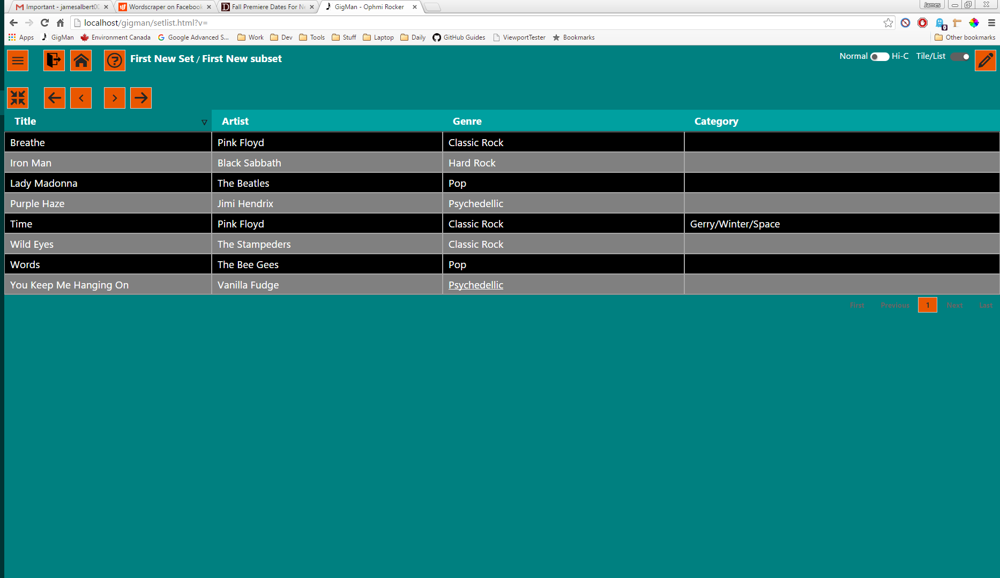 Important - jamesalbert00 Wordscraper on Facebook Fall Premiere Dates For Ne GigMan - Ophmi Rocker James
localhost/gigman/setlist.html?v= 0
Apps GigMan Environment Canada Google Advanced S... Work Dev Tools Stuff Laptop Daily GitHub Guides ViewportTester Bookmarks Other bookmarks
First New Set / First New subset Normal Hi-C Tile/List
Title Artist Genre Category
Breathe Pink Floyd Classic Rock
Iron Man Black Sabbath Hard Rock
Lady Madonna The Beatles Pop
Purple Haze Jimi Hendrix Psychedellic
Time Pink Floyd Classic Rock Gerry/Winter/Space
Wild Eyes The Stampeders Classic Rock
Words The Bee Gees Pop
You Keep Me Hanging On Vanilla Fudge Psychedellic
First Previous 1 Next Last